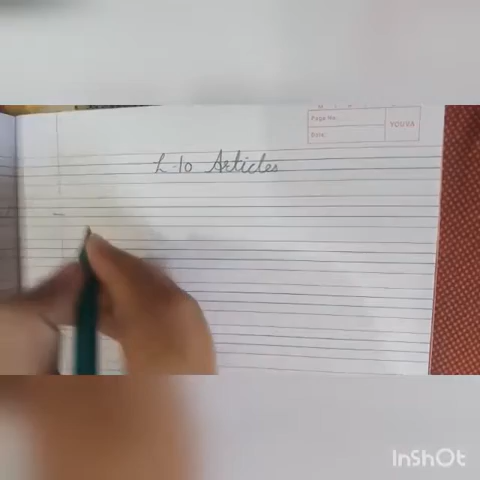 Page No.:
YOUVA
Date:
L-10 Articles
InShOt